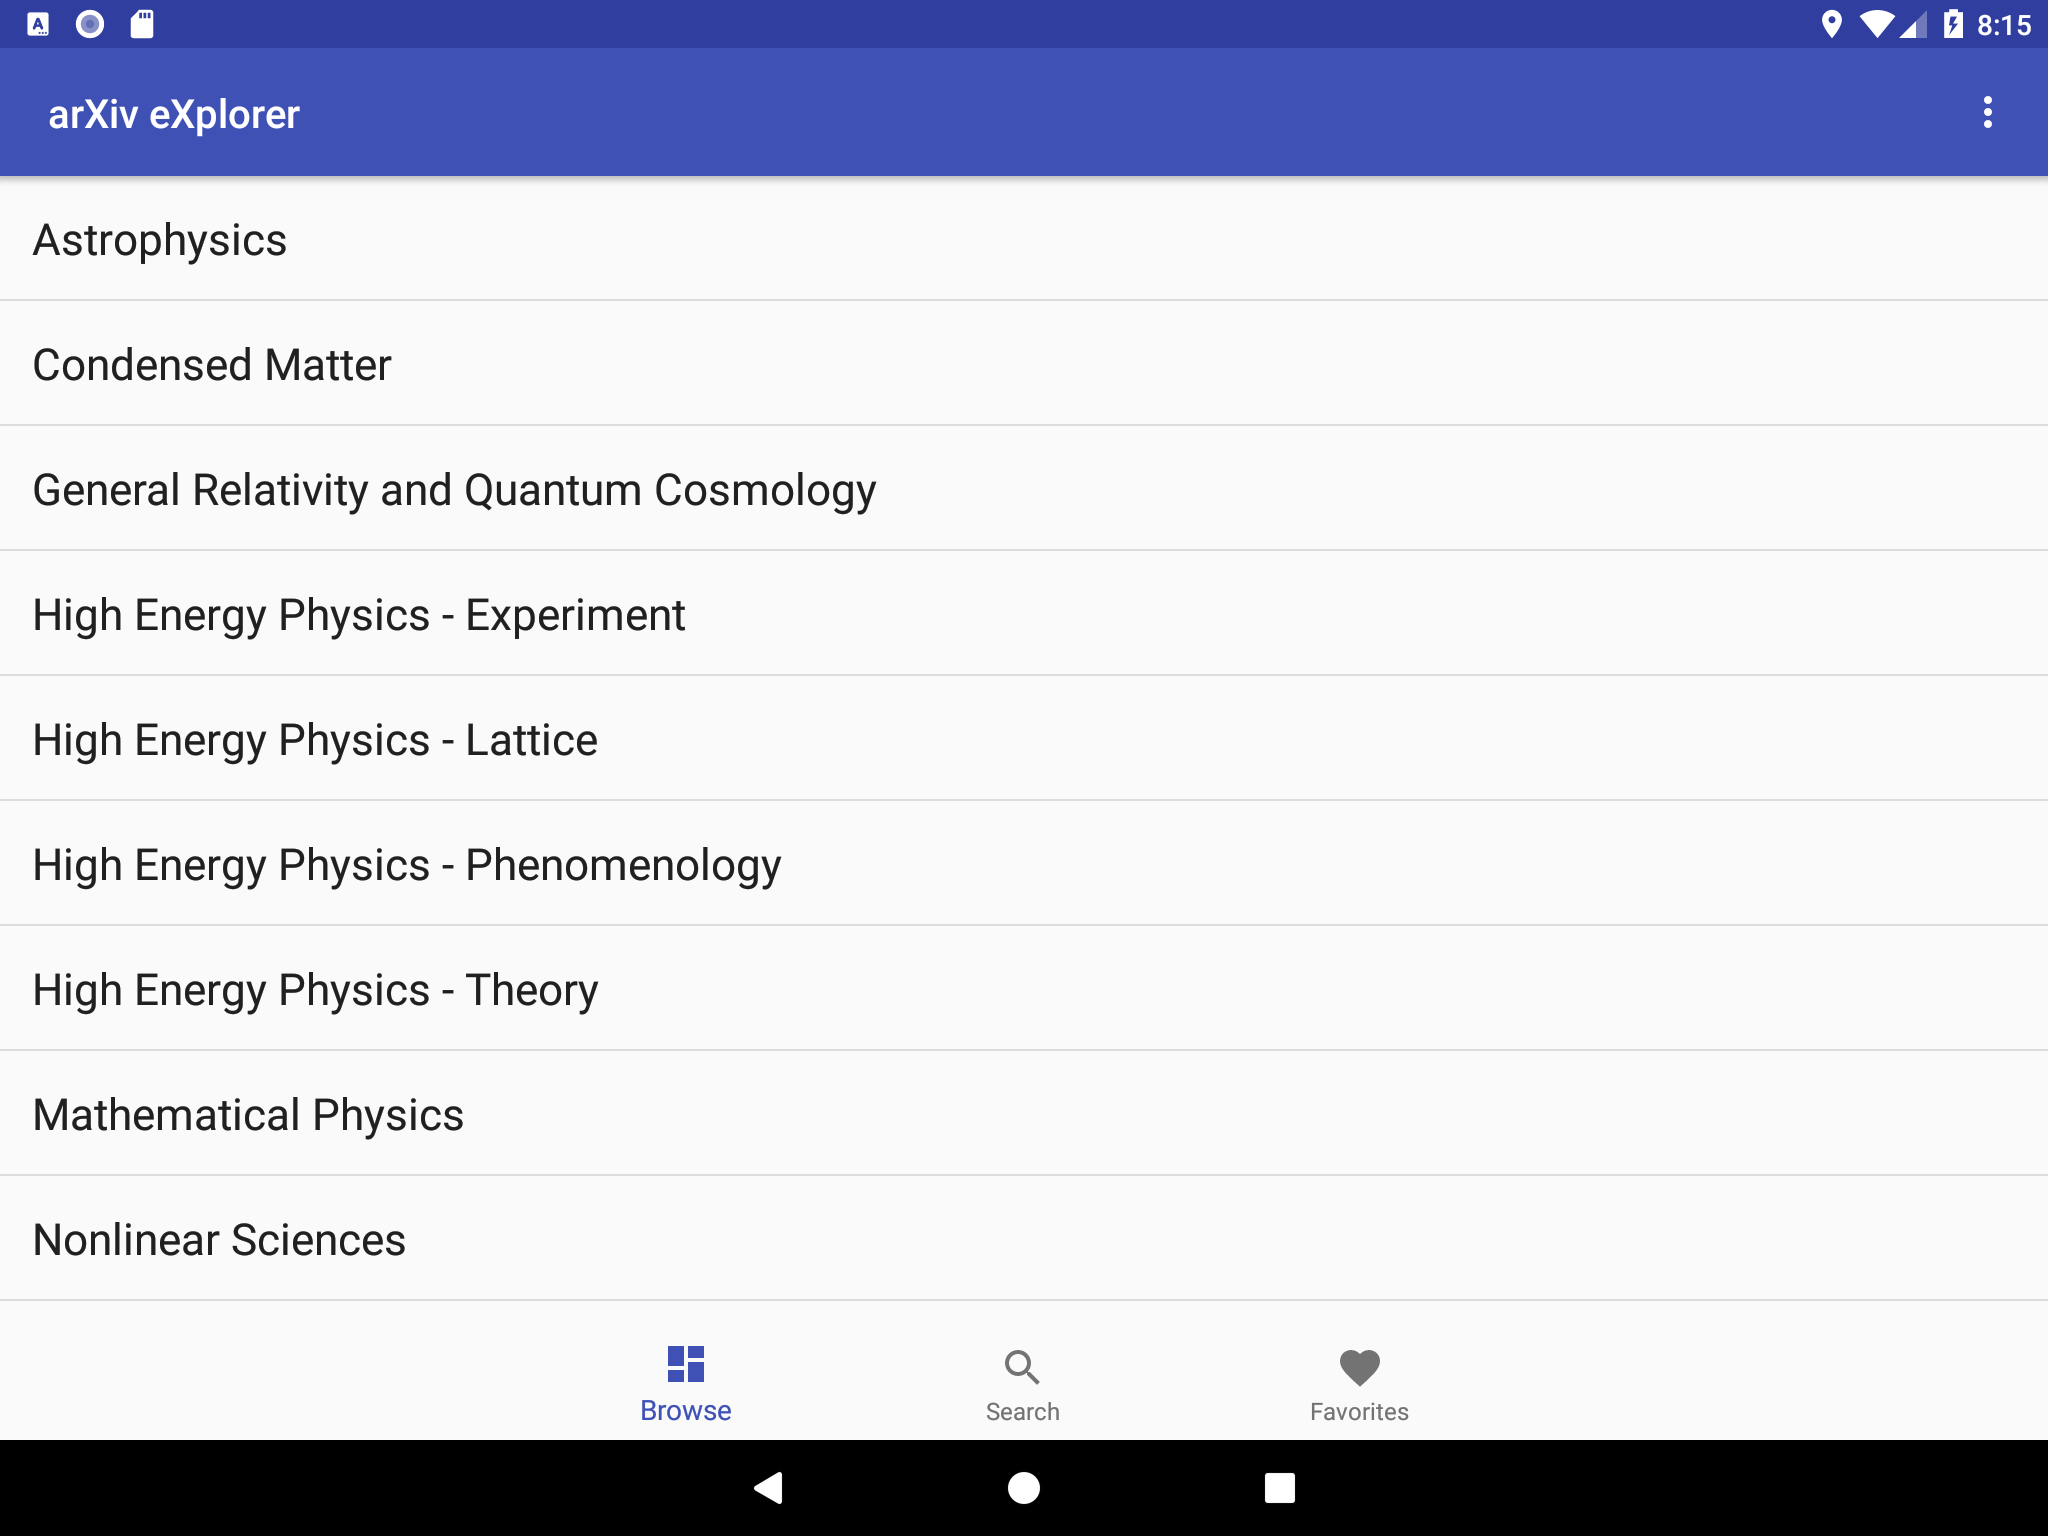 8:15
arXiv eXplorer
Astrophysics
Condensed Matter
General Relativity and Quantum Cosmology
High Energy Physics - Experiment
High Energy Physics - Lattice
High Energy Physics - Phenomenology
High Energy Physics - Theory
Mathematical Physics
Nonlinear Sciences
Browse
Search
Favorites